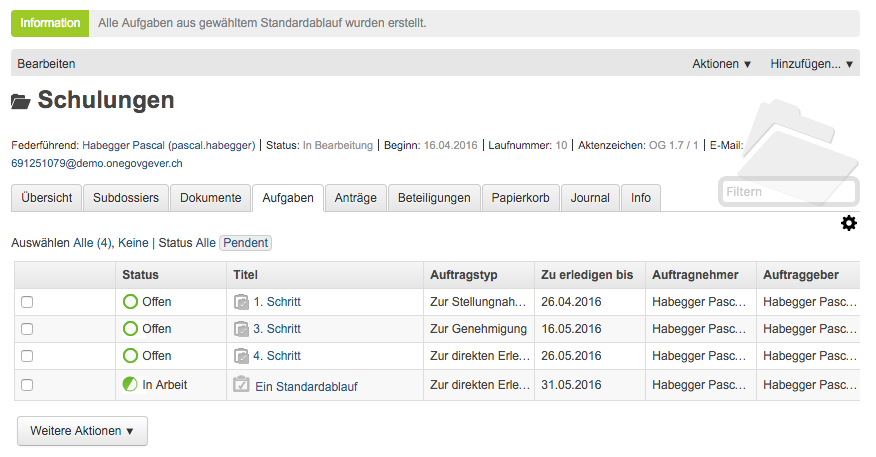 Information Alle Aufgaben aus gewähltem Standardablauf wurden erstellt.
Bearbeiten Aktionen ▼ Hinzufügen... ▼
Schulungen
Federführend: Habegger Pascal (pascal.habegger) | Status: In Bearbeitung | Beginn: 16.04.2016 | Laufnummer: 10 | Aktenzeichen: OG 1.7 / 1 | E-Mail:
691251079@demo.onegovgever.ch
Übersicht Subdossiers Dokumente Aufgaben Anträge Beteiligungen Papierkorb Journal Info
Filtern
Auswählen Alle (4), Keine | Status Alle Pendent
Status Titel Auftragstyp Zu erledigen bis Auftragnehmer Auftraggeber
Offen 1. Schritt Zur Stellungnah... 26.04.2016 Habegger Pasc... Habegger Pasc...
Offen 3. Schritt Zur Genehmigung 16.05.2016 Habegger Pasc... Habegger Pasc...
Offen 4. Schritt Zur direkten Erle... 26.05.2016 Habegger Pasc... Habegger Pasc...
In Arbeit Ein Standardablauf Zur direkten Erle... 31.05.2016 Habegger Pasc... Habegger Pasc...
Weitere Aktionen ▼